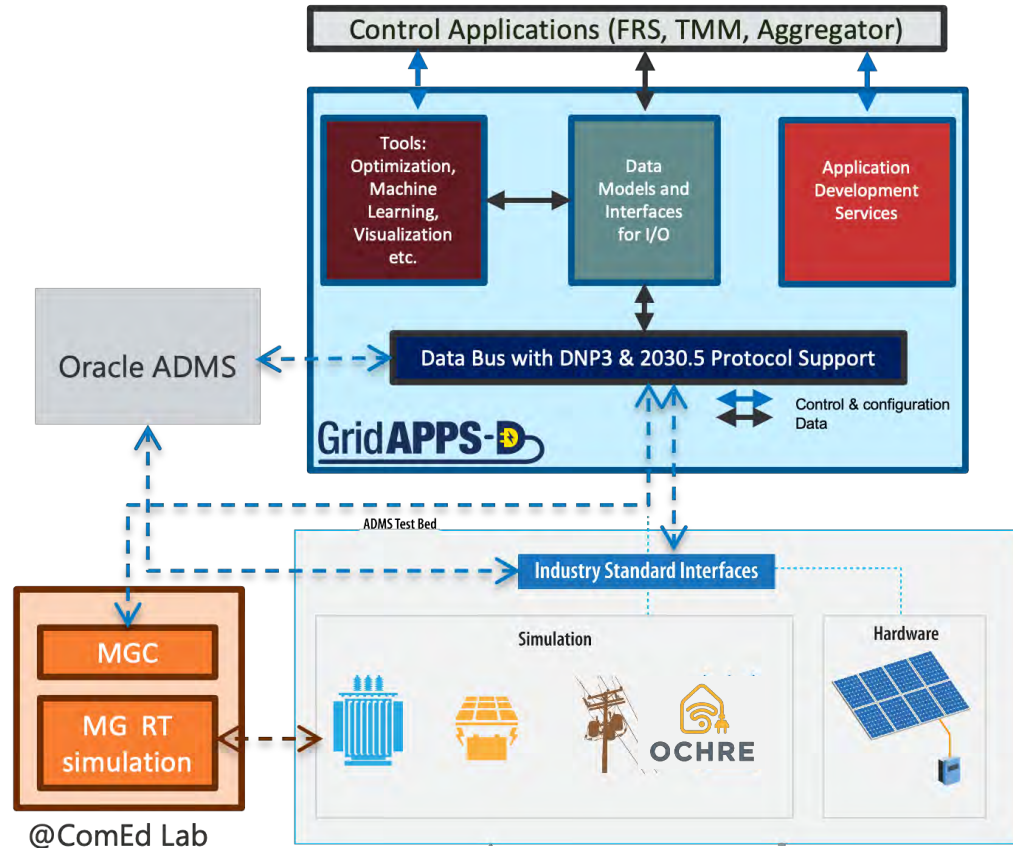 Control Applications (FRS, TMM, Aggregator)
Tools:
Optimization,
Machine
Learning,
Visualization
etc.
Data
Models and
Interfaces
for I/O
Application
Development
Services
Oracle ADMS
Data Bus with DNP3 & 2030.5 Protocol Support
Control & configuration
Data
GridAPPS-D
ADMS Test Bed
Industry Standard Interfaces
MGC
MG RT
simulation
@ComEd Lab
Simulation
OCHRE
Hardware